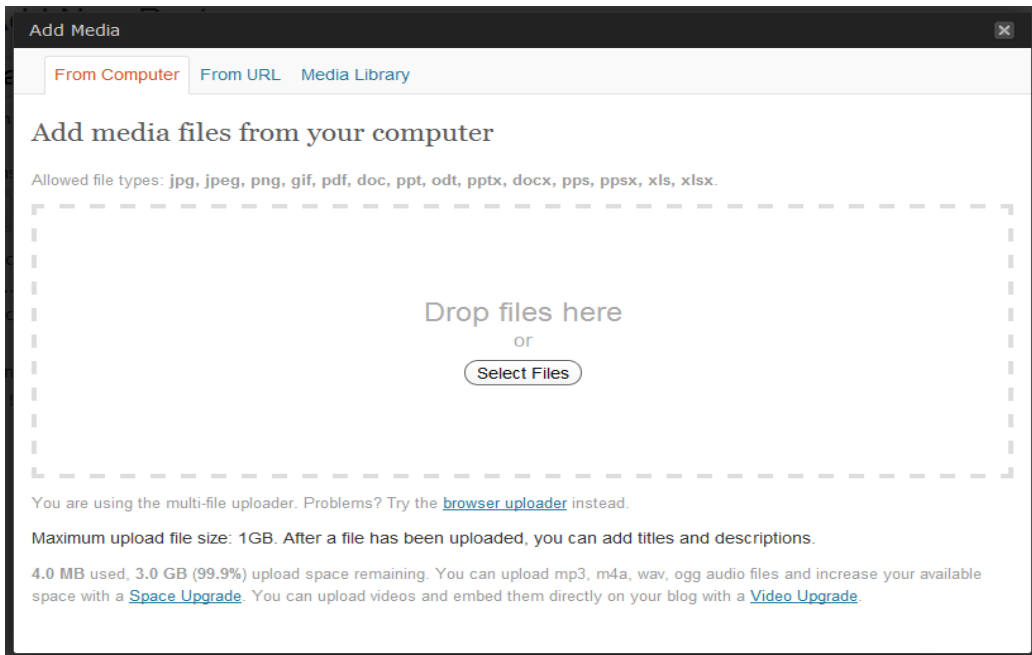 Add Media
From Computer From URL Media Library
Add media files from your computer
Allowed file types: jpg, jpeg, png, gif, pdf, doc, ppt, odt, pptx, docx, pps, ppsx, xls, xlsx.
Drop files here
or
Select Files
You are using the multi-file uploader. Problems? Try the browser uploader instead.
Maximum upload file size: 1GB. After a file has been uploaded, you can add titles and descriptions.
4.0 MB used, 3.0 GB (99.9%) upload space remaining. You can upload mp3, m4a, wav, ogg audio files and increase your available
space with a Space Upgrade. You can upload videos and embed them directly on your blog with a Video Upgrade.